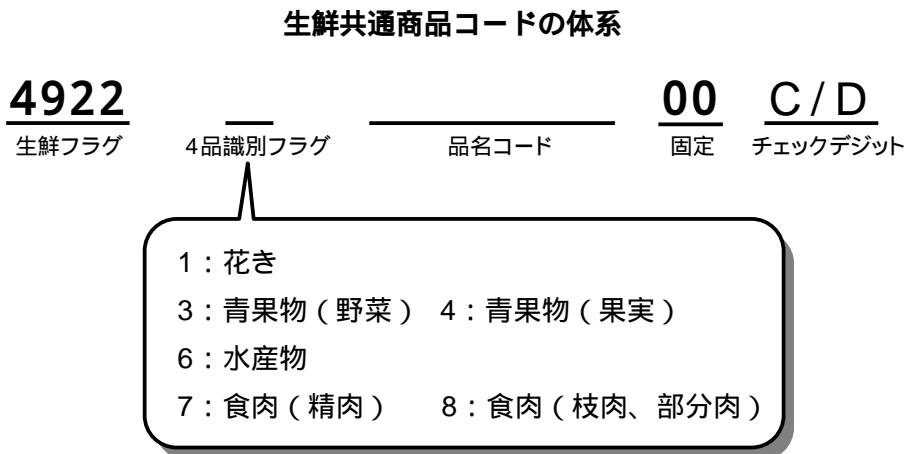 生鮮共通商品コードの体系
4922 00 C/D
生鮮フラグ 4品識別フラグ 品名コード 固定 チェックデジット
1：花き
3：青果物（野菜） 4：青果物（果実）
6：水産物
7：食肉（精肉） 8：食肉（枝肉、部分肉）